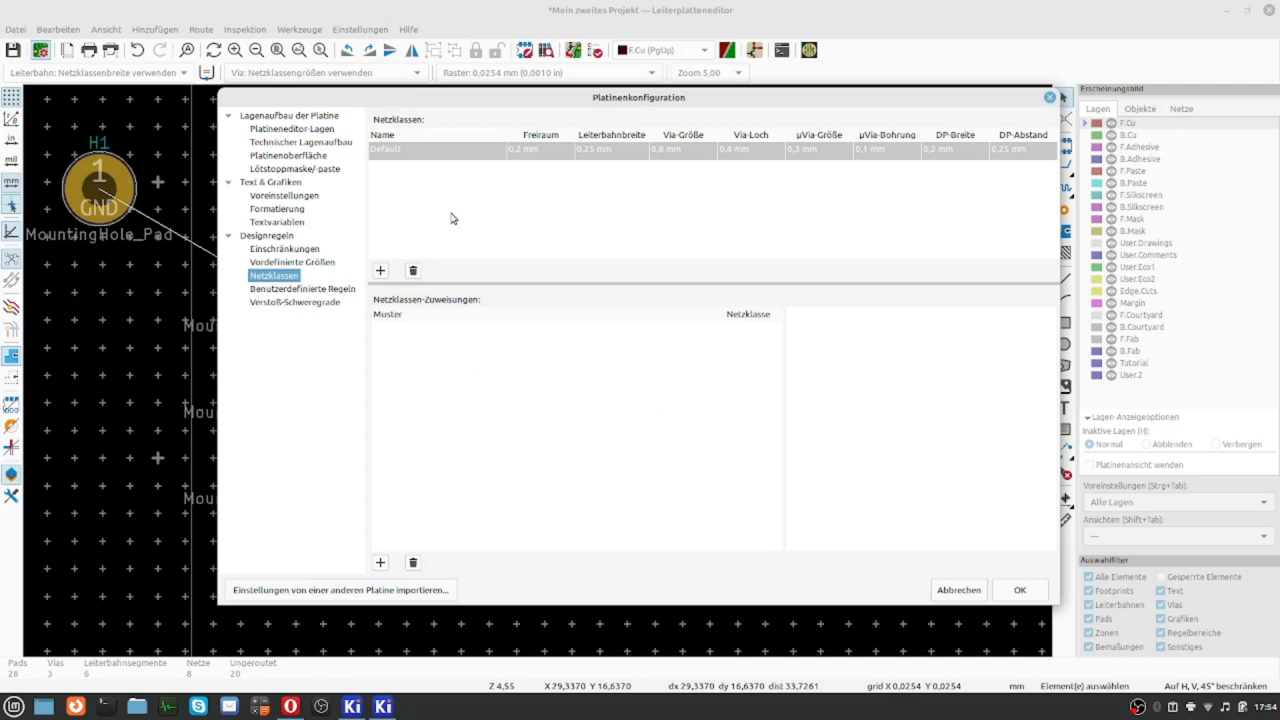 *Mein zweites Projekt — Leiterplatteneditor
Datei Bearbeiten Ansicht Hinzufügen Route Inspektion Werkzeuge Einstellungen Hilfe
F.Cu (PgUp)
Leiterbahn: Netzklassenbreite verwenden Via: Netzklassengrößen verwenden Raster: 0,0254 mm (0,0010 in) Zoom 5,00
Platinenkonfiguration
Lagenaufbau der Platine
Platineneditor-Lagen
Technischer Lagenaufbau
Platinenoberfläche
Lötstoppmaske/-paste
Text & Grafiken
Voreinstellungen
Formatierung
Textvariablen
Designregeln
Einschränkungen
Vordefinierte Größen
Netzklassen
Benutzerdefinierte Regeln
Verstoß-Schweregrade
Netzklassen:
Name Freiraum Leiterbahnbreite Via-Größe Via-Loch µVia-Größe µVia-Bohrung DP-Breite DP-Abstand
Default 0,2 mm 0,25 mm 0,8 mm 0,4 mm 0,3 mm 0,1 mm 0,2 mm 0,25 mm
Netzklassen-Zuweisungen:
Muster Netzklasse
Einstellungen von einer anderen Platine importieren...
Abbrechen OK
in
mil
mm
H1
1
GND
MountingHole_Pad
Mou
Mou
Mou
Erscheinungsbild
Lagen Objekte Netze
F.Cu
B.Cu
F.Adhesive
B.Adhesive
F.Paste
B.Paste
F.Silkscreen
B.Silkscreen
F.Mask
B.Mask
User.Drawings
User.Comments
User.Eco1
User.Eco2
Edge.Cuts
Margin
F.Courtyard
B.Courtyard
F.Fab
B.Fab
Tutorial
User.2
Lagen-Anzeigeoptionen
Inaktive Lagen (H):
Normal Abblenden Verbergen
Platinenansicht wenden
Voreinstellungen (Strg+Tab):
Alle Lagen
Ansichten (Shift+Tab):
---
Auswahlfilter
Alle Elemente Gesperrte Elemente
Footprints Text
Leiterbahnen Vias
Pads Grafiken
Zonen Regelbereiche
Bemaßungen Sonstiges
Pads Vias Leiterbahnsegmente Netze Ungeroutet
28 3 6 8 20
Z 4,55 X 29,3370 Y 16,6370 dx 29,3370 dy 16,6370 dist 33,7261 grid X 0,0254 Y 0,0254 mm Element(e) auswählen Auf H, V, 45° beschränken
Ki Ki 17:54